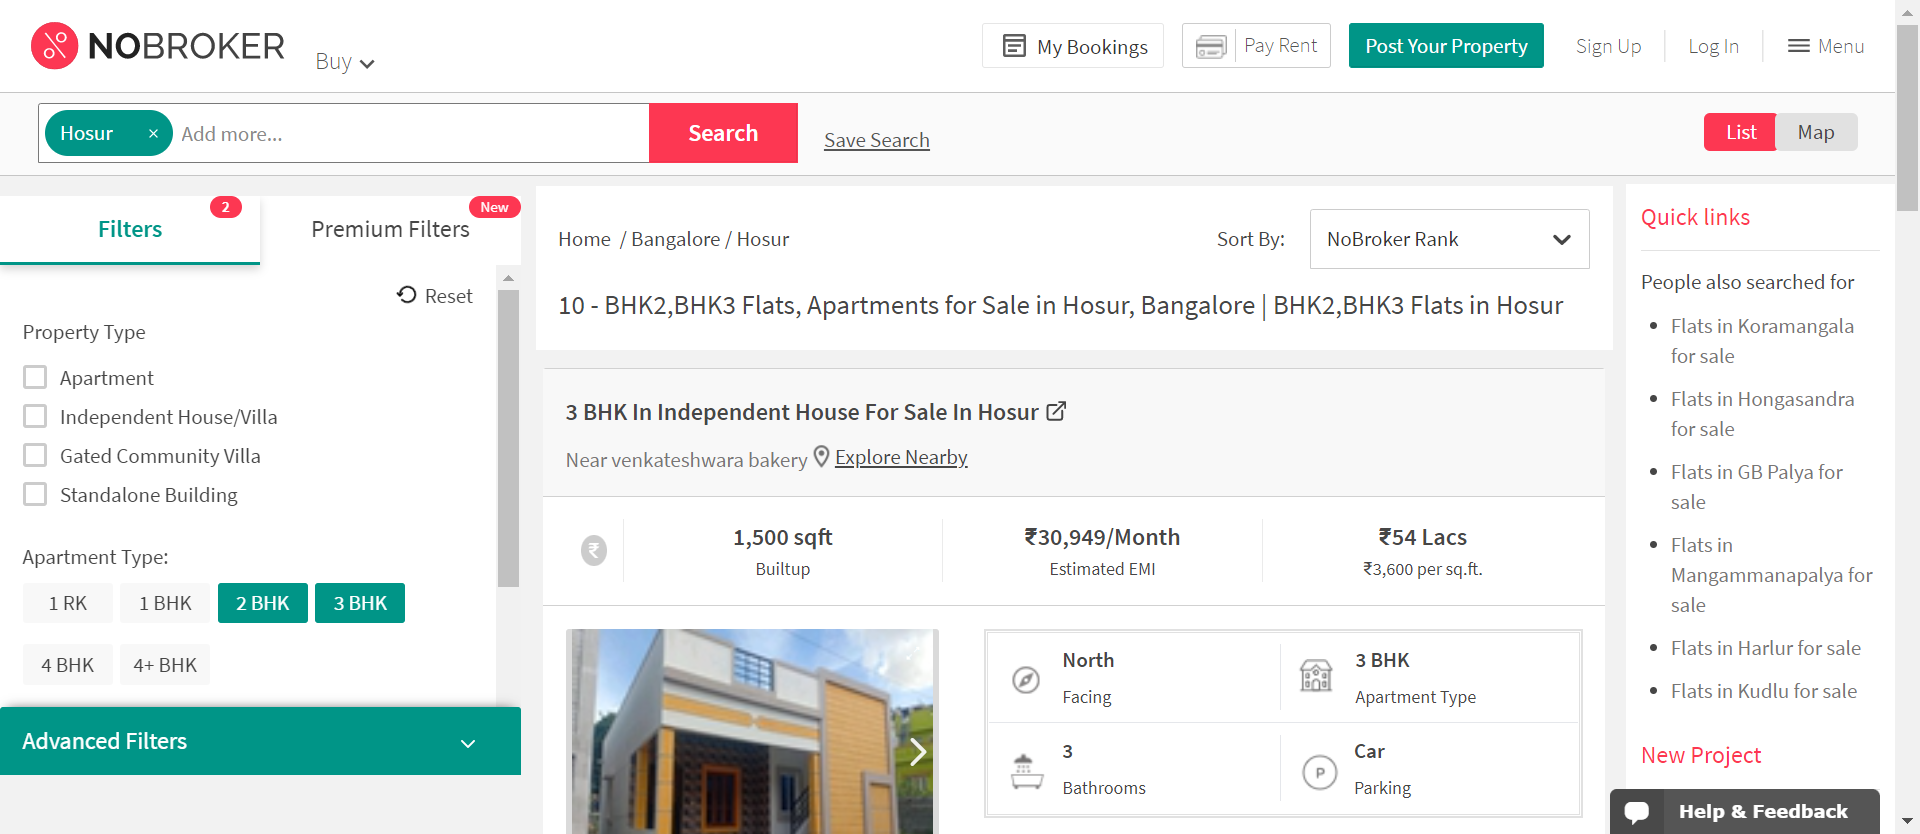 NOBROKER
Buy
My Bookings
Pay Rent
Post Your Property
Sign Up
Log In
Menu
Hosur ×
Add more...
Search
Save Search
List
Map
Filters
2
Premium Filters
New
Reset
Property Type
Apartment
Independent House/Villa
Gated Community Villa
Standalone Building
Apartment Type:
1 RK
1 BHK
2 BHK
3 BHK
4 BHK
4+ BHK
Advanced Filters
Home / Bangalore / Hosur
Sort By:
NoBroker Rank
10 - BHK2,BHK3 Flats, Apartments for Sale in Hosur, Bangalore | BHK2,BHK3 Flats in Hosur
3 BHK In Independent House For Sale In Hosur
Near venkateshwara bakery
Explore Nearby
₹
1,500 sqft
Builtup
₹30,949/Month
Estimated EMI
₹54 Lacs
₹3,600 per sq.ft.
North
Facing
3 BHK
Apartment Type
3
Bathrooms
P
Car
Parking
Quick links
People also searched for
Flats in Koramangala
for sale
Flats in Hongasandra
for sale
Flats in GB Palya for
sale
Flats in
Mangammanapalya for
sale
Flats in Harlur for sale
Flats in Kudlu for sale
New Project
Help & Feedback